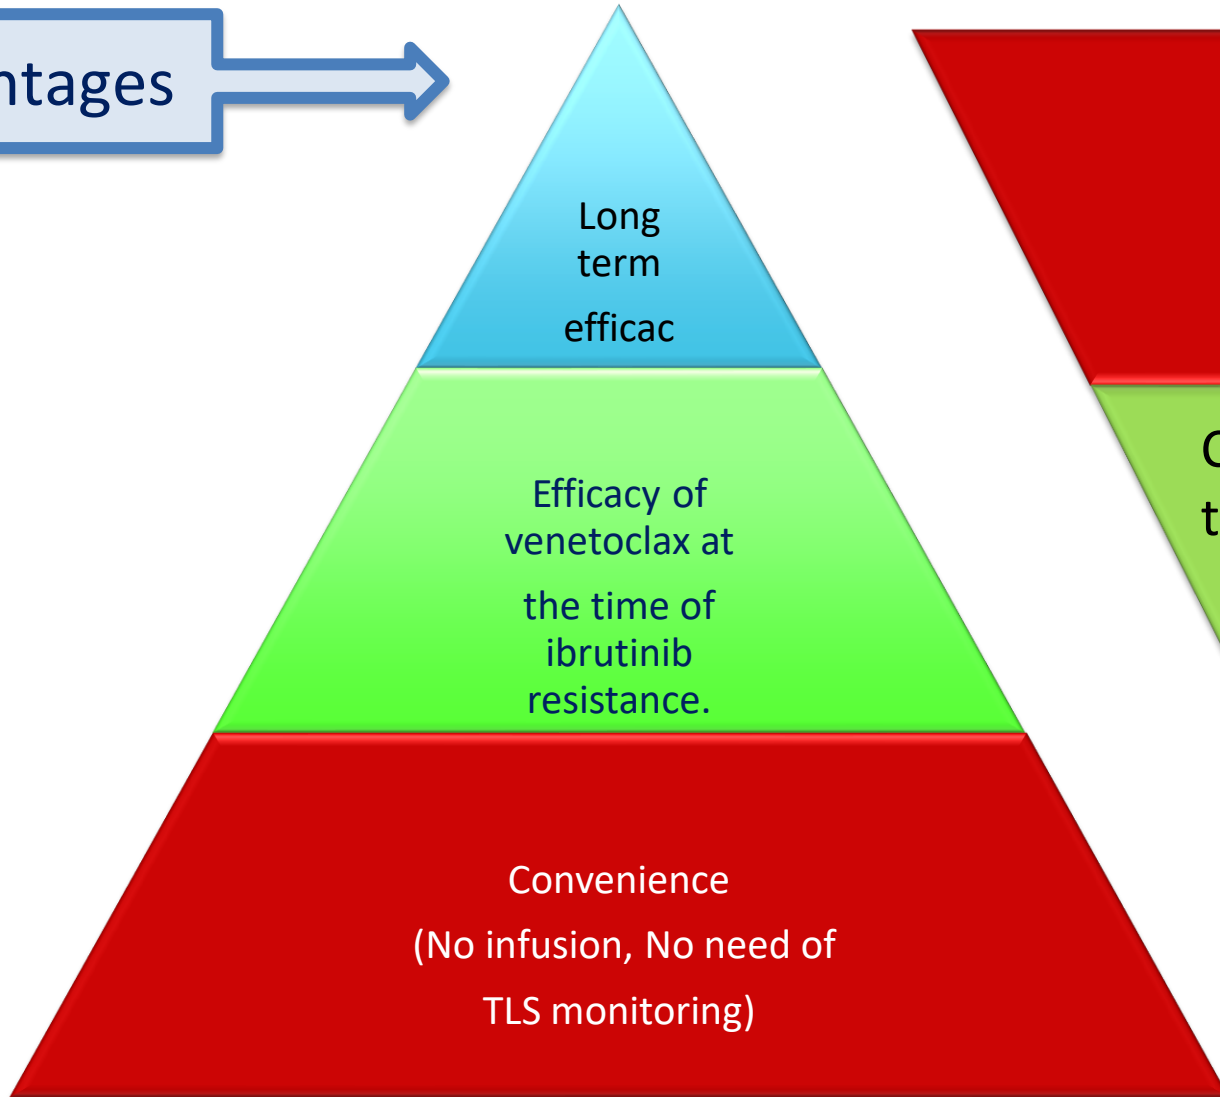 ntages
Long
term
efficac
Efficacy of
venetoclax at
the time of
ibrutinib
resistance.
Convenience
(No infusion, No need of
TLS monitoring)